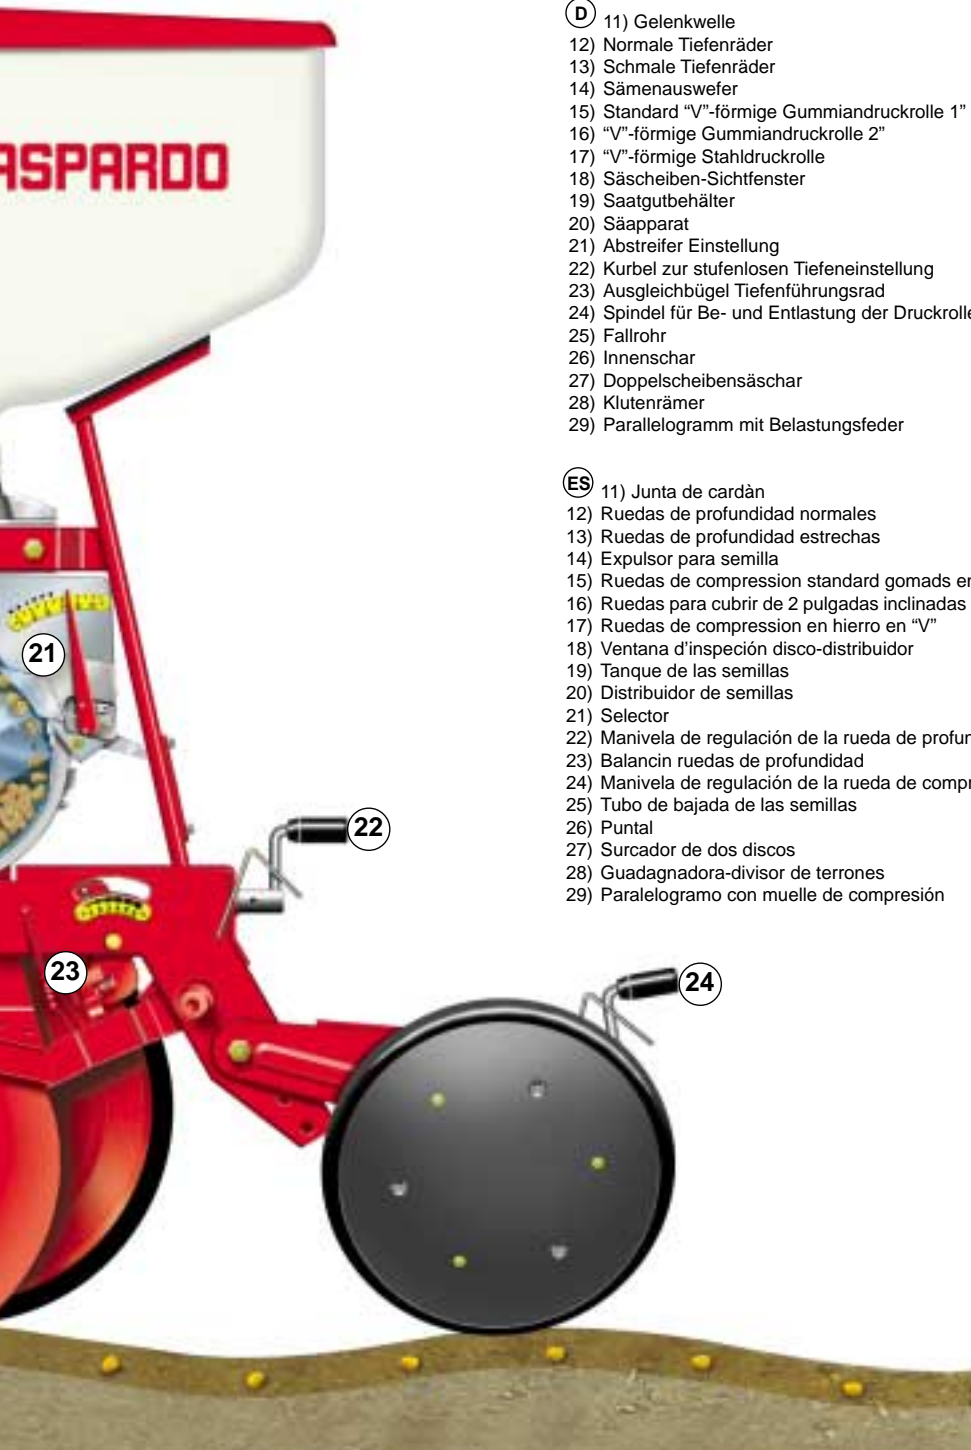 ASPARDO
D 11) Gelenkwelle
12) Normale Tiefenräder
13) Schmale Tiefenräder
14) Sämenauswefer
15) Standard “V”-förmige Gummiandruckrolle 1”
16) “V”-förmige Gummiandruckrolle 2”
17) “V”-förmige Stahldruckrolle
18) Säscheiben-Sichtfenster
19) Saatgutbehälter
20) Säapparat
21) Abstreifer Einstellung
22) Kurbel zur stufenlosen Tiefeneinstellung
23) Ausgleichbügel Tiefenführungsrad
24) Spindel für Be- und Entlastung der Druckrolle
25) Fallrohr
26) Innenschar
27) Doppelscheibensäschar
28) Klutenrämer
29) Parallelogramm mit Belastungsfeder
ES 11) Junta de cardàn
12) Ruedas de profundidad normales
13) Ruedas de profundidad estrechas
14) Expulsor para semilla
15) Ruedas de compression standard gomads en
16) Ruedas para cubrir de 2 pulgadas inclinadas
17) Ruedas de compression en hierro en “V”
18) Ventana d’inspeción disco-distribuidor
19) Tanque de las semillas
20) Distribuidor de semillas
21) Selector
22) Manivela de regulación de la rueda de profun
23) Balancin ruedas de profundidad
24) Manivela de regulación de la rueda de compr
25) Tubo de bajada de las semillas
26) Puntal
27) Surcador de dos discos
28) Guadagnadora-divisor de terrones
29) Paralelogramo con muelle de compresión
21
22
23
24